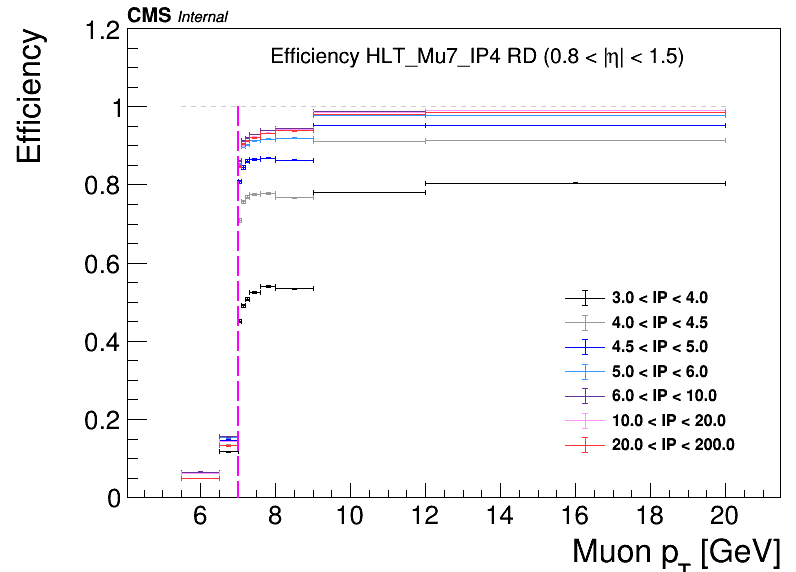 CMS Internal
Efficiency HLT_Mu7_IP4 RD (0.8 < |η| < 1.5)
Efficiency
1.2
1
0.8
0.6
0.4
0.2
0
3.0 < IP < 4.0
4.0 < IP < 4.5
4.5 < IP < 5.0
5.0 < IP < 6.0
6.0 < IP < 10.0
10.0 < IP < 20.0
20.0 < IP < 200.0
6 8 10 12 14 16 18 20
Muon p_T [GeV]